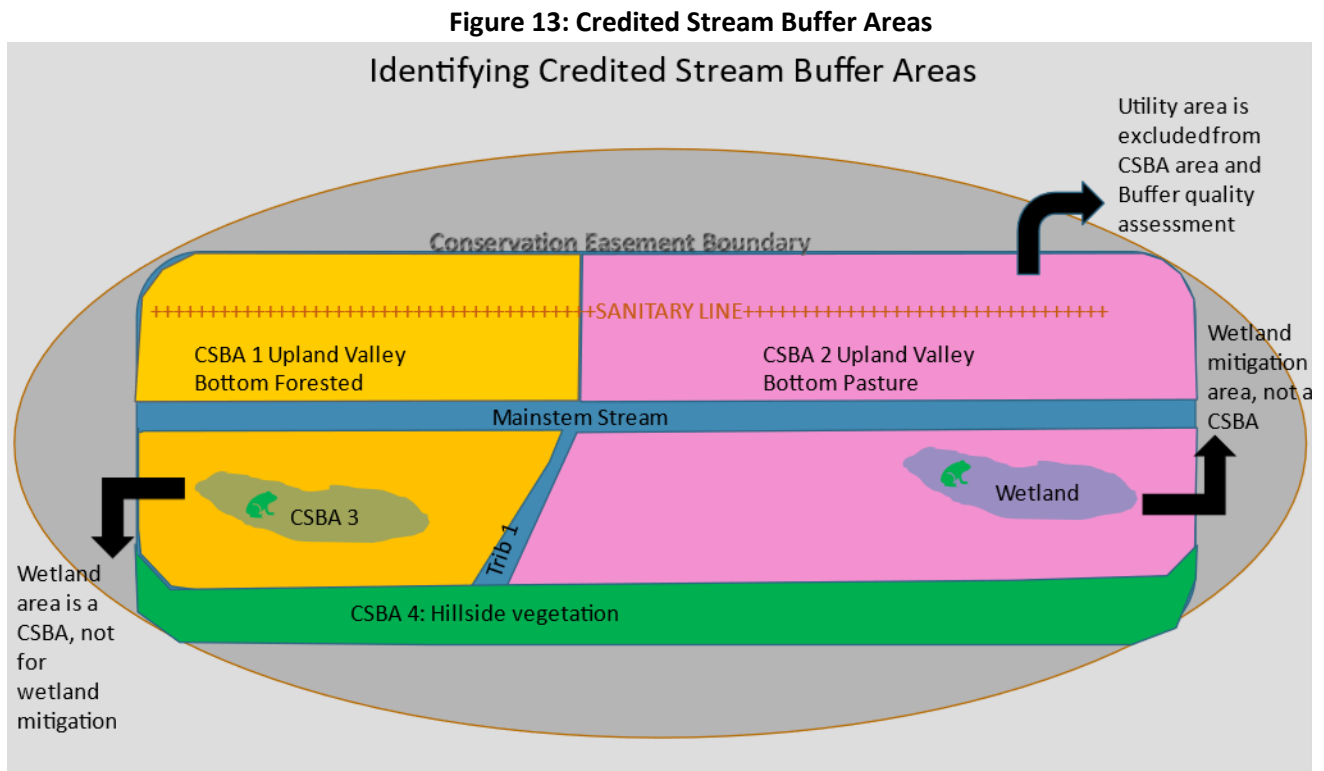 Figure 13: Credited Stream Buffer Areas
Identifying Credited Stream Buffer Areas
Utility area is
excludedfrom
CSBA area and
Buffer quality
assessment
Conservation Easement Boundary
+++++++++++++++++++++++++++++++++++++SANITARY LINE++++++++++++++++++++++++++++++
CSBA 1 Upland Valley
Bottom Forested
CSBA 2 Upland Valley
Bottom Pasture
Wetland
mitigation
area, not a
CSBA
Mainstem Stream
CSBA 3
Wetland
Trib 1
Wetland
area is a
CSBA, not
for
wetland
mitigation
CSBA 4: Hillside vegetation